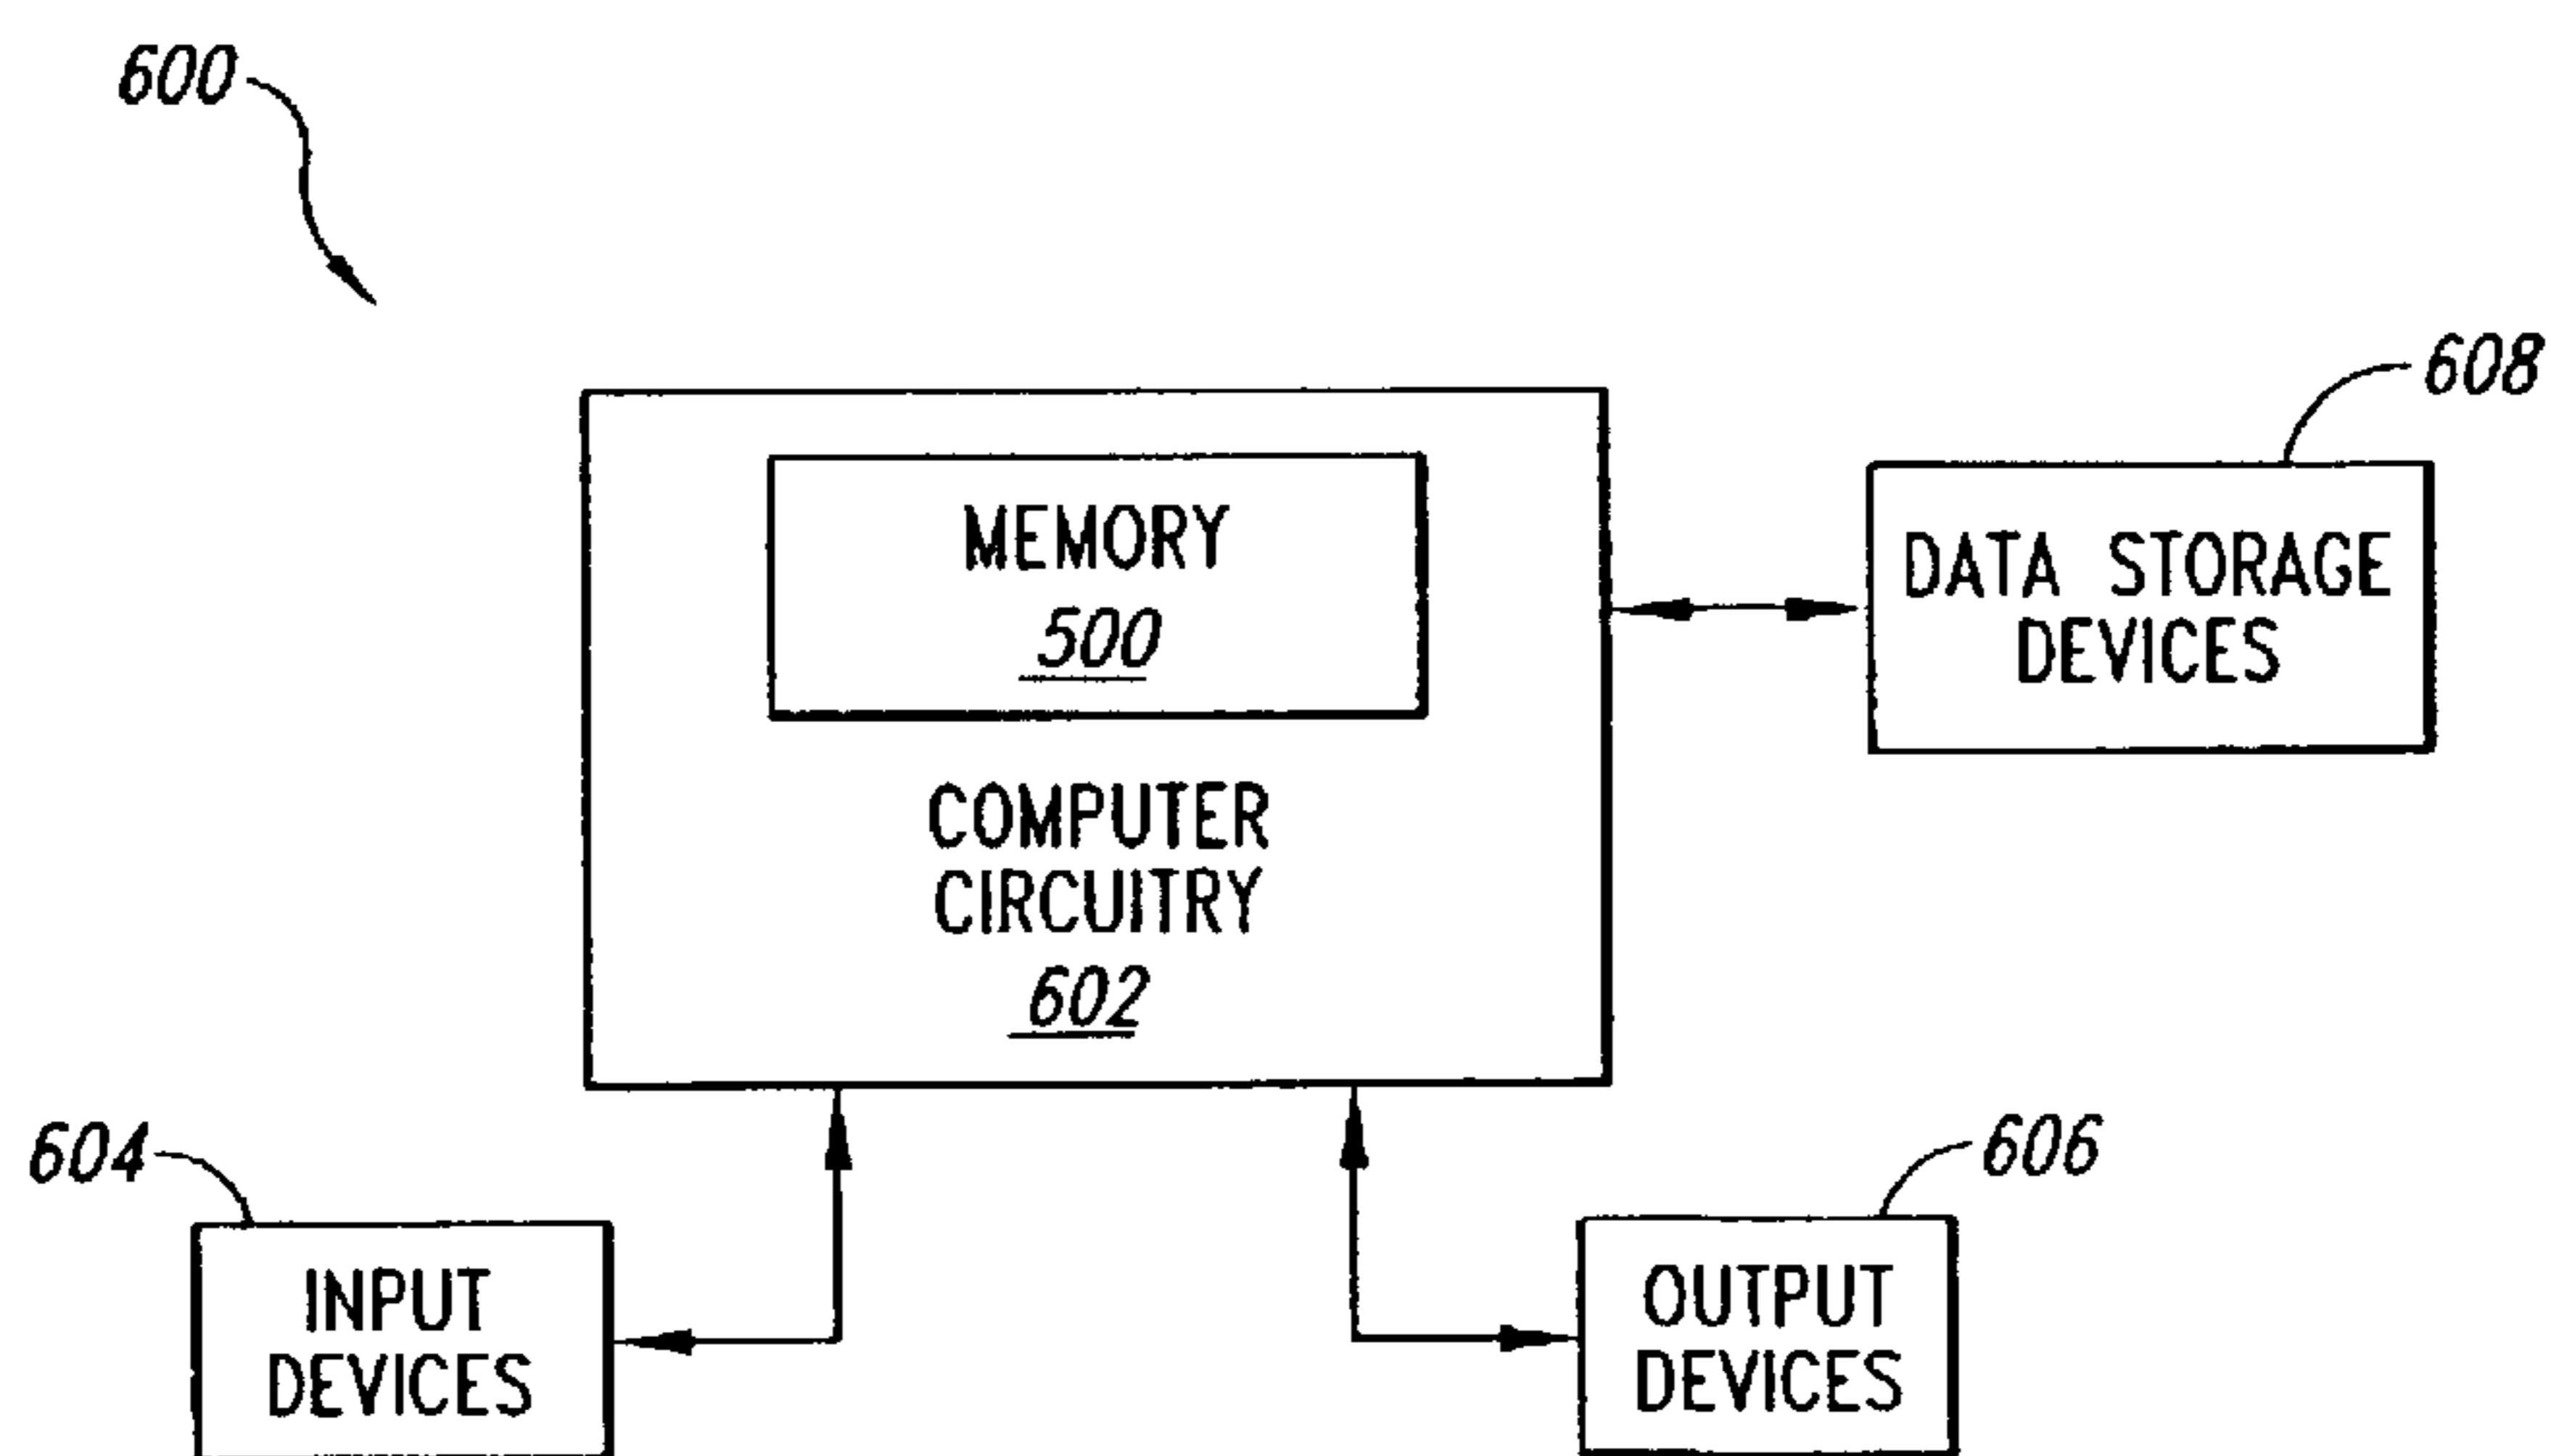 600
608
MEMORY
500
DATA STORAGE
DEVICES
COMPUTER
CIRCUITRY
602
604
606
INPUT
DEVICES
OUTPUT
DEVICES